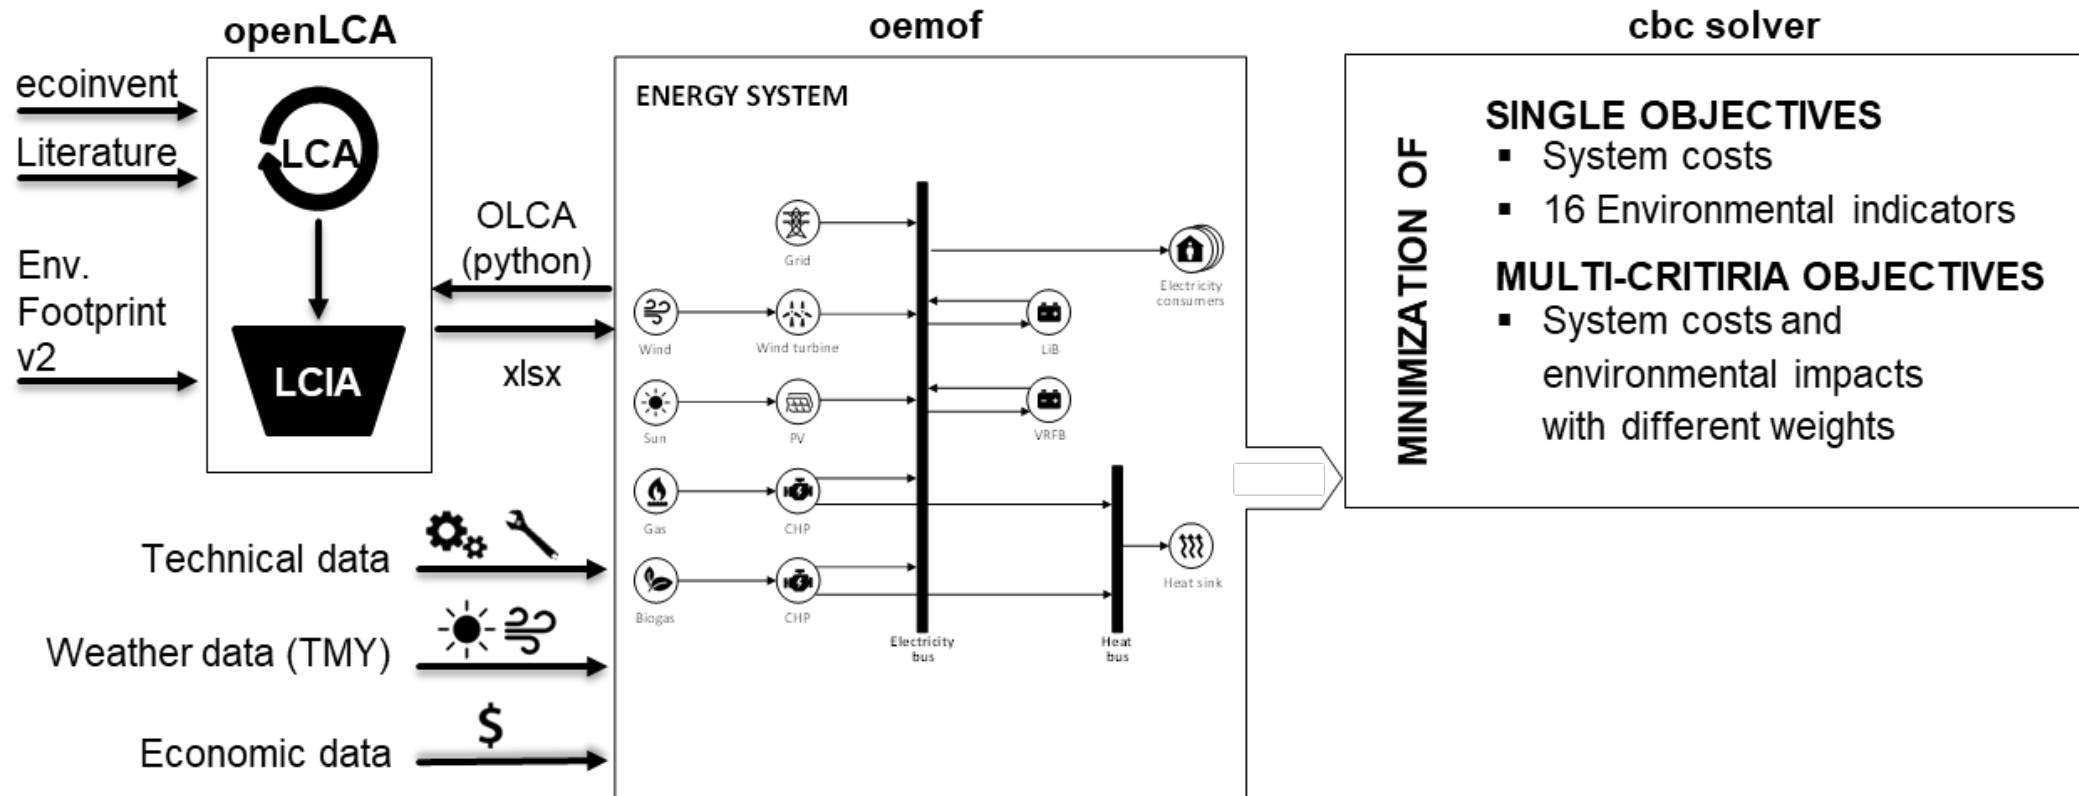 openLCA
oemof
cbc solver
ecoinvent
Literature
Env.
Footprint
v2
LCA
LCIA
OLCA
(python)
xlsx
Technical data
Weather data (TMY)
$
Economic data
ENERGY SYSTEM
Grid
Electricity
consumers
Wind
Wind turbine
LiB
Sun
PV
VRFB
Gas
CHP
Heat sink
Biogas
CHP
Electricity
bus
Heat
bus
MINIMIZATION OF
SINGLE OBJECTIVES
▪ System costs
▪ 16 Environmental indicators
MULTI-CRITIRIA OBJECTIVES
▪ System costs and
environmental impacts
with different weights